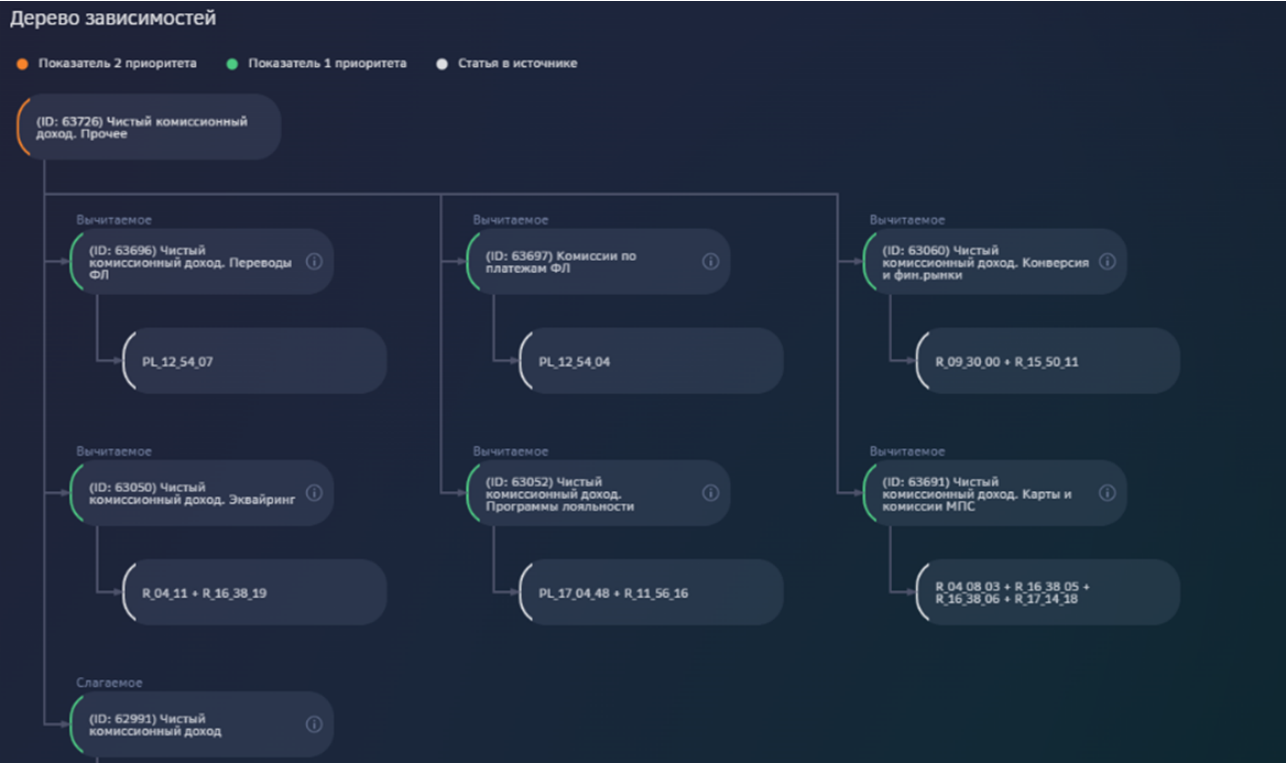 Дерево зависимостей
Показатель 2 приоритета
Показатель 1 приоритета
Статья в источнике
(ID: 63726) Чистый комиссионный
доход. Прочее
Вычитаемое
(ID: 63696) Чистый
комиссионный доход. Переводы
ФЛ
PL_12_54_07
Вычитаемое
(ID: 63697) Комиссии по
платежам ФЛ
PL_12_54_04
Вычитаемое
(ID: 63060) Чистый
комиссионный доход. Конверсия
и фин.рынки
R_09_30_00 + R_15_50_11
Вычитаемое
(ID: 63050) Чистый
комиссионный доход. Эквайринг
R_04_11 + R_16_38_19
Вычитаемое
(ID: 63052) Чистый
комиссионный доход.
Программы лояльности
PL_17_04_48 + R_11_56_16
Вычитаемое
(ID: 63691) Чистый
комиссионный доход. Карты и
комиссии МПС
R_04_08_03 + R_16_38_05 +
R_16_38_06 + R_17_14_18
Слагаемое
(ID: 62991) Чистый
комиссионный доход